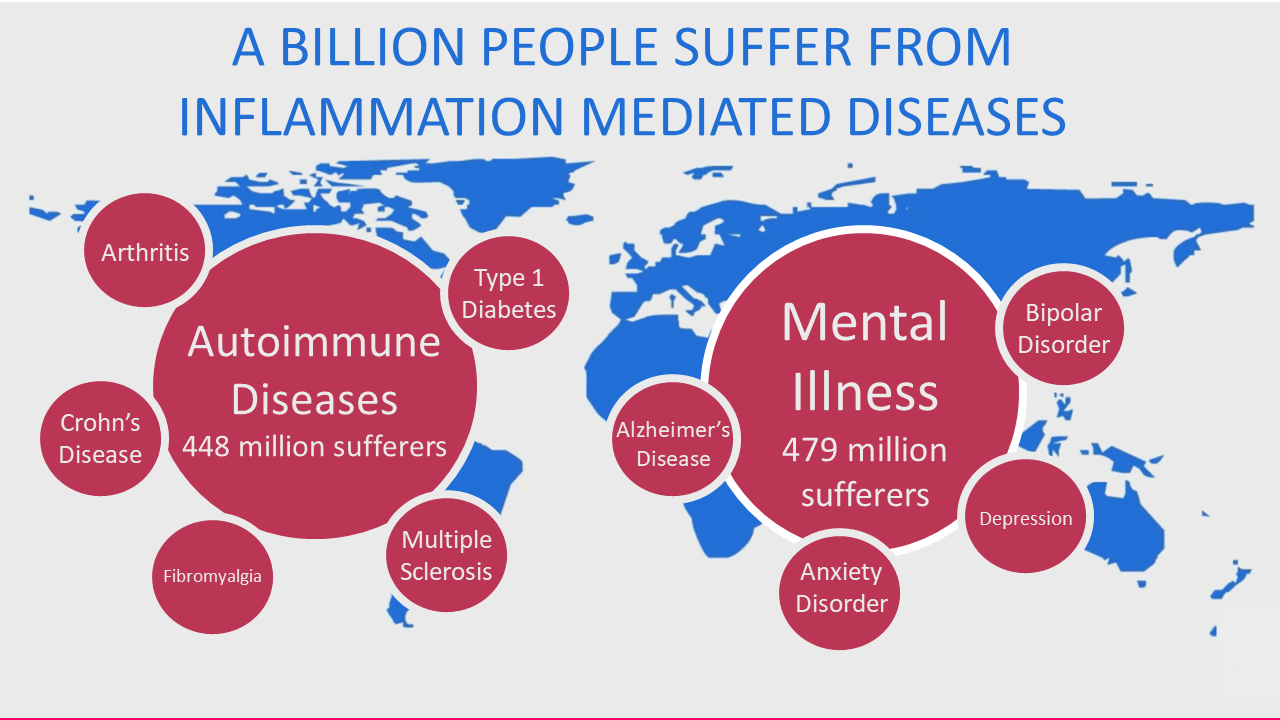 A BILLION PEOPLE SUFFER FROM
INFLAMMATION MEDIATED DISEASES
Arthritis
Type 1
Diabetes
Autoimmune
Diseases
448 million sufferers
Crohn's
Disease
Fibromyalgia
Multiple
Sclerosis
Mental
Illness
479 million
sufferers
Bipolar
Disorder
Alzheimer's
Disease
Depression
Anxiety
Disorder